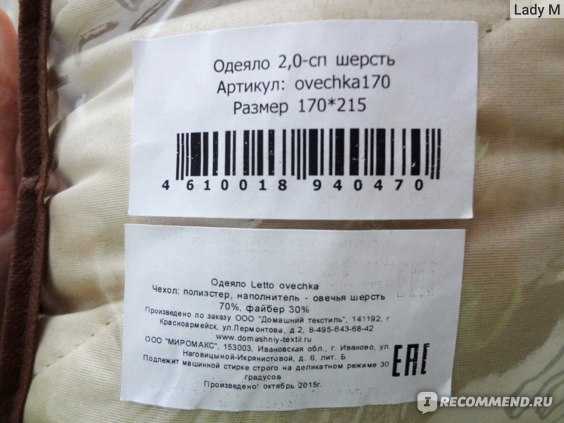 Lady M
Одеяло 2,0-сп шерсть
Артикул: ovechka170
Размер 170*215
4 610018 940470
Одеяло Letto ovechka
Чехол: полиэстер, наполнитель - овечья шерсть
70%, файбер 30%
Произведено по заказу ООО "Домашний текстиль", 141192, г
Красноармейск, ул.Лермонтова, д 2, 8-495-643-68-42
www.domashniy-textil.ru
ООО "МИРОМАКС", 153003, Ивановская обл., г Иваново, ул.
Наговицыной-Икрянистовой, д. 6, лит. Б
Подлежит машинной стирке строго на деликатном режиме 30
градусов
Произведено: октябрь 2015г.
EAC
IRECOMMEND.RU